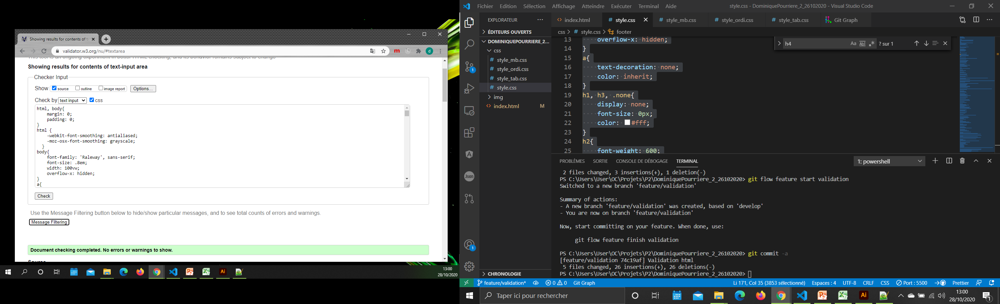 Showing results for contents of t
validator.w3.org/nu/#textarea
This tool is an ongoing experiment in better HTML checking, and its behavior remains subject to change
Showing results for contents of text-input area
Checker Input
Show source outline image report Options...
Check by text input css
html, body{
margin: 0;
padding: 0;
}
html {
-webkit-font-smoothing: antialiased;
-moz-osx-font-smoothing: grayscale;
}
body{
font-family: 'Raleway', sans-serif;
font-size: .8em;
width: 100vw;
overflow-x: hidden;
}
a{
Check
Use the Message Filtering button below to hide/show particular messages, and to see total counts of errors and warnings.
Message Filtering
Document checking completed. No errors or warnings to show.
Source
13:00
28/10/2020
Fichier Edition Sélection Affichage Atteindre Exécuter Terminal Aide
style.css - DominiquePourriere_2_26102020 - Visual Studio Code
EXPLORATEUR
ÉDITEURS OUVERTS
DOMINIQUEPOURRIERE_2...
css
# style_mb.css
# style_ordi.css
# style_tab.css
# style.css
img
<> index.html M
CHRONOLOGIE
<> index.html # style.css # style_mb.css # style_ordi.css # style_tab.css Git Graph
css > # style.css > footer
h4 Aa Abl ? sur 1
13 overflow-x: hidden;
14 }
15 a{
16 text-decoration: none;
17 color: inherit;
18 }
19 h1, h3, .none{
20 display: none;
21 font-size: 0px;
22 color: #fff;
23 }
24 h2{
25 font-weight: 600;
PROBLÈMES SORTIE CONSOLE DE DÉBOGAGE TERMINAL
1: powershell
2 files changed, 3 insertions(+), 1 deletion(-)
PS C:\Users\User\OC\Projets\P2\DominiquePourriere_2_26102020> git flow feature start validation
Switched to a new branch 'feature/validation'
Summary of actions:
- A new branch 'feature/validation' was created, based on 'develop'
- You are now on branch 'feature/validation'
Now, start committing on your feature. When done, use:
git flow feature finish validation
PS C:\Users\User\OC\Projets\P2\DominiquePourriere_2_26102020> git commit -a
[feature/validation 74c19af] Validation html
5 files changed, 26 insertions(+), 26 deletions(-)
PS C:\Users\User\OC\Projets\P2\DominiquePourriere_2_26102020>
feature/validation* 0 0 Git Graph
Li 171, Col 35 (3853 sélectionné) Espaces : 4 UTF-8 CRLF CSS Port : 5500 Prettier
Taper ici pour rechercher
13:00
28/10/2020